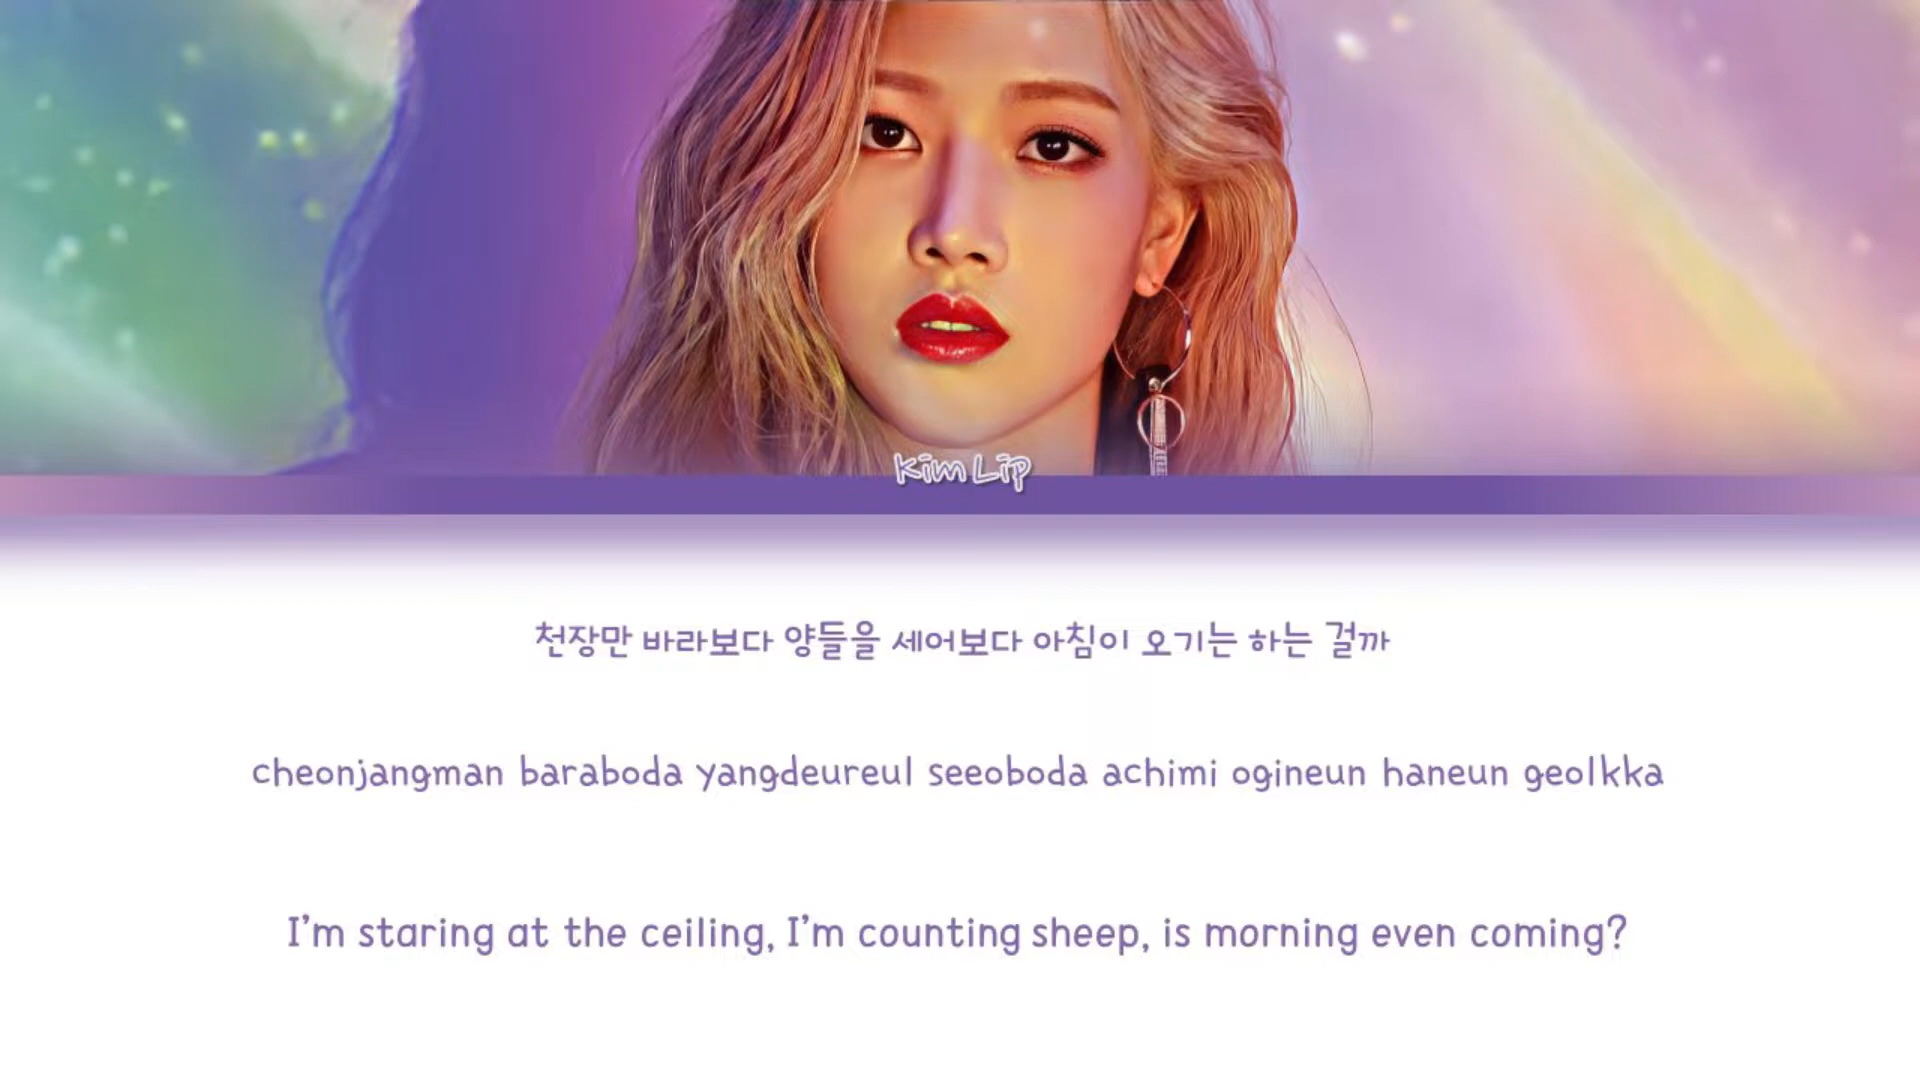 Kim Lip
천장만 바라보다 양들을 세어보다 아침이 오기는 하는 걸까
cheonjangman baraboda yangdeureul seeoboda achimi ogineun haneun geolkka
I'm staring at the ceiling, I'm counting sheep, is morning even coming?